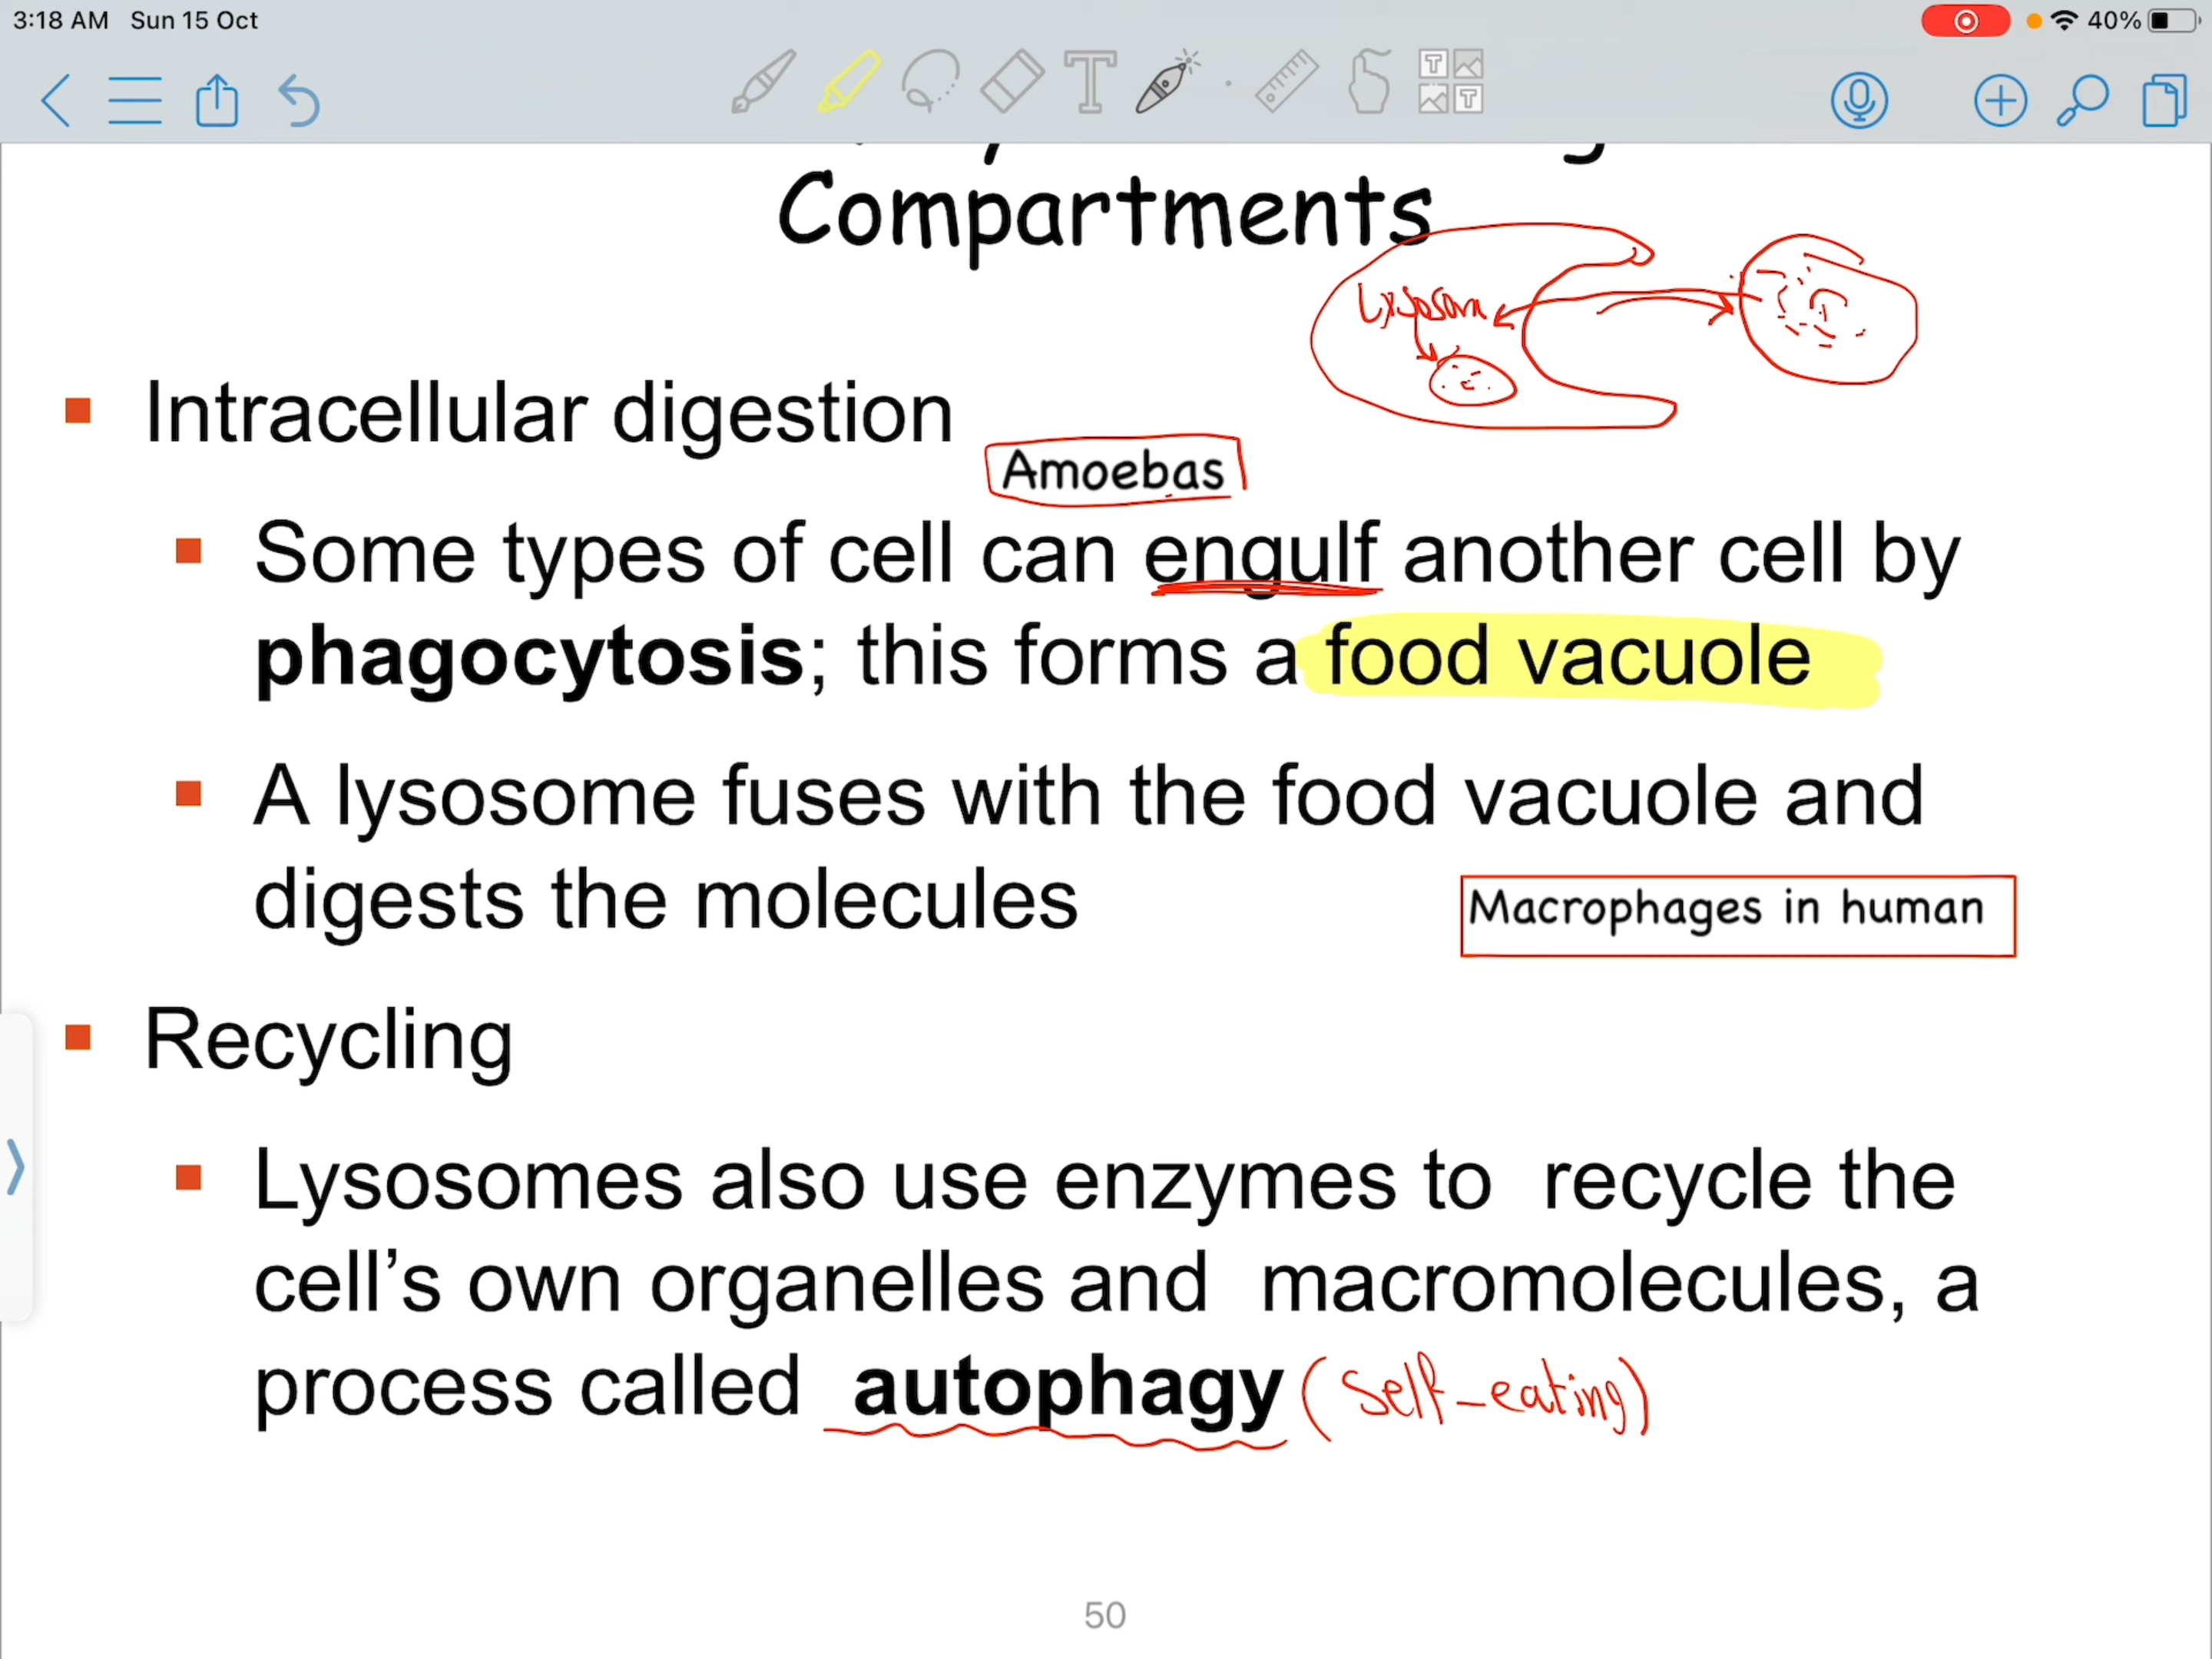 3:18 AM Sun 15 Oct
40%
Compartments
Lysosom
Intracellular digestion
Amoebas
Some types of cell can engulf another cell by
phagocytosis; this forms a food vacuole
A lysosome fuses with the food vacuole and
digests the molecules
Macrophages in human
Recycling
Lysosomes also use enzymes to recycle the
cell’s own organelles and macromolecules, a
process called autophagy (Self-eating)
50